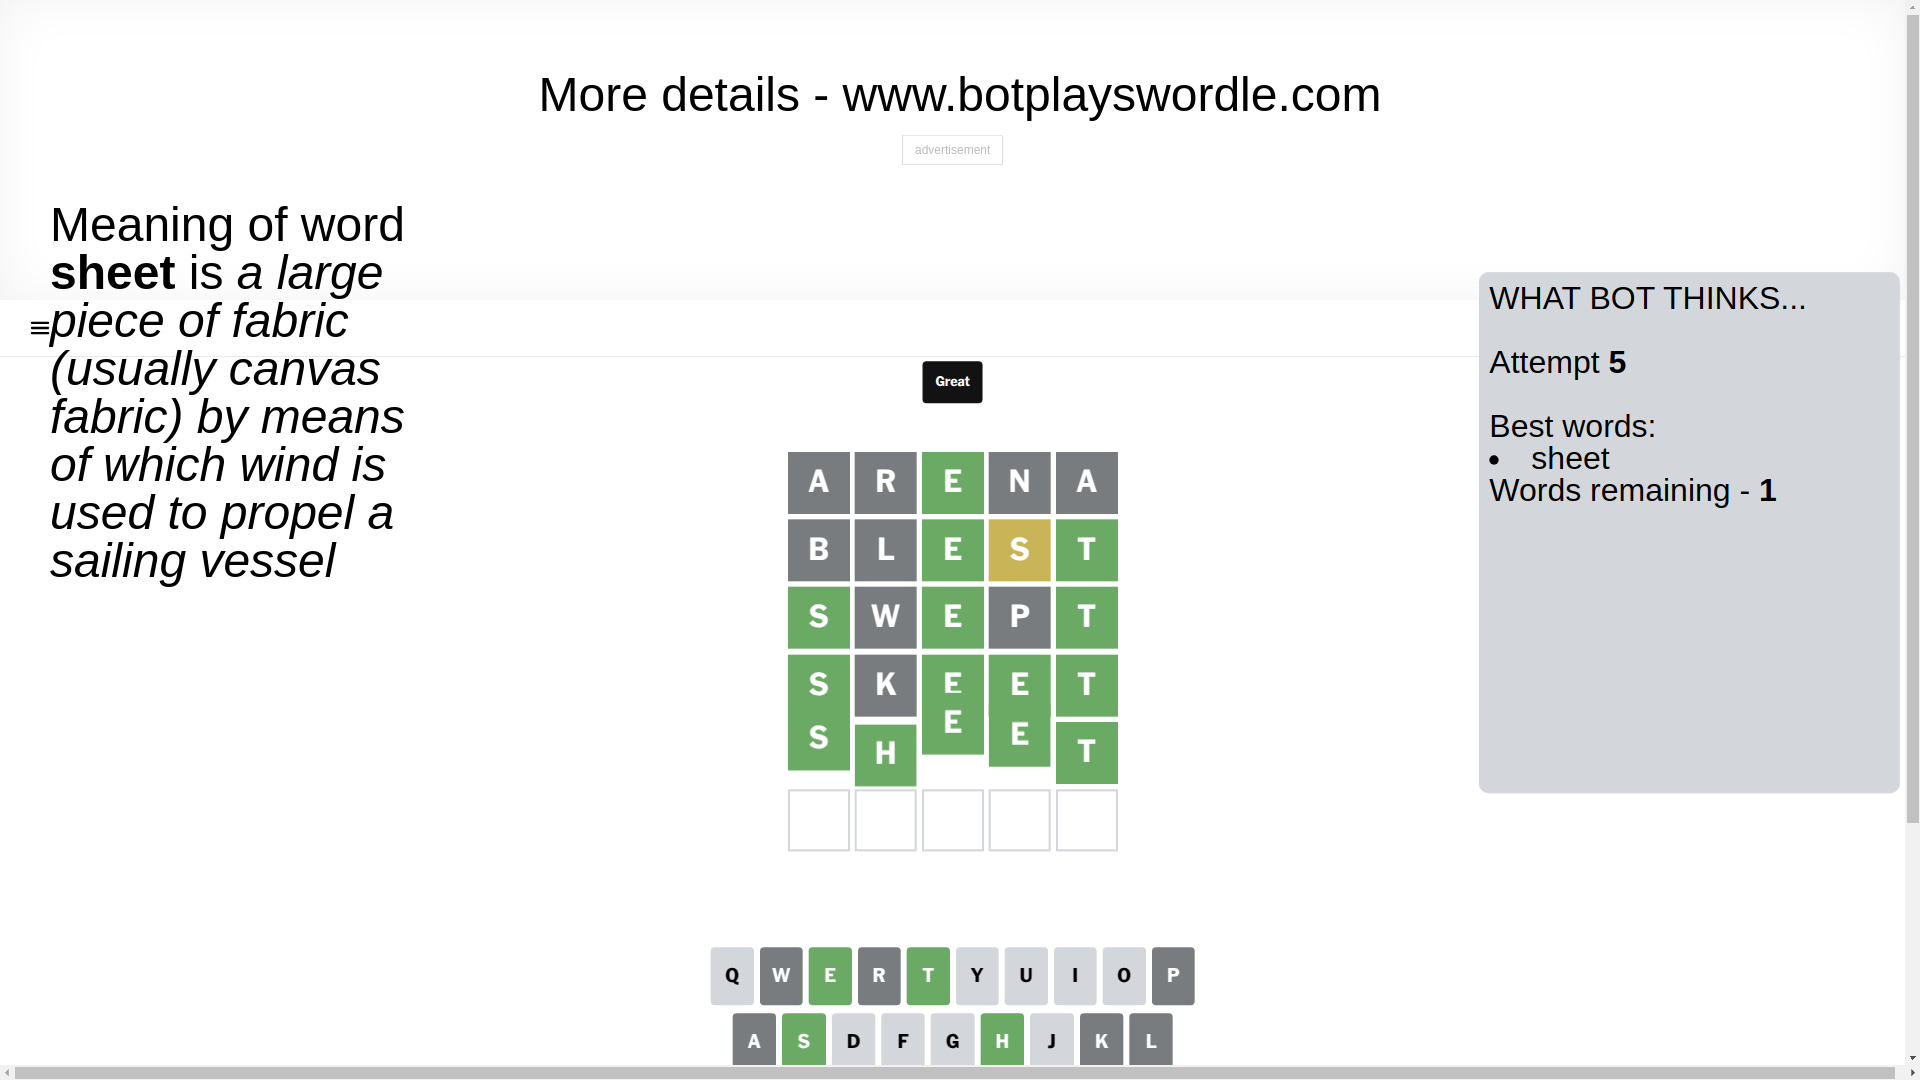 More details - www.botplayswordle.com
advertisement
Meaning of word
sheet is a large
piece of fabric
(usually canvas
fabric) by means
of which wind is
used to propel a
sailing vessel
WHAT BOT THINKS...
Attempt 5
Best words:
• sheet
Words remaining - 1
Great
A R E N A
B L E S T
S W E P T
S K E E T
S H E E T
Q W E R T Y U I O P
A S D F G H J K L